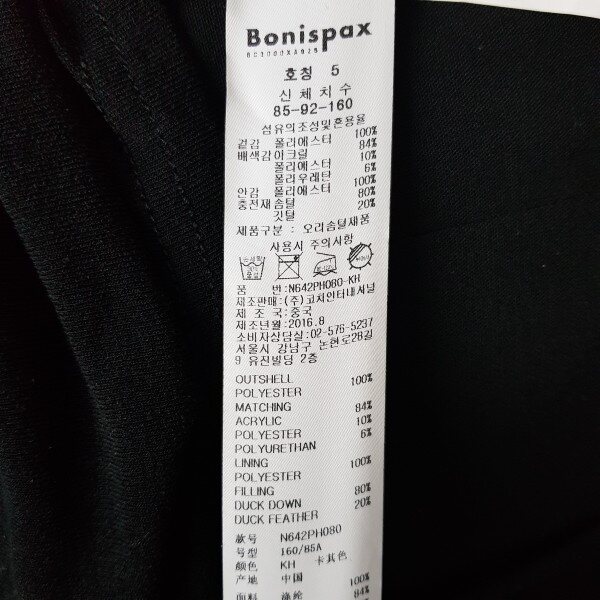 Bonispax
호칭 5
신체치수
85-92-160
섬유의조성및혼용율
겉감 폴리에스터 100%
배색감아크릴 84%
폴리에스터 10%
폴리우레탄 6%
안감 폴리에스터 100%
충전재솜털 80%
깃털 20%
제품구분 : 오리솜털제품
사용시 주의사항
품 번:N642PH080-KH
제조판매:(주)고치인터내셔널
제 조 국:중국
제조년월:2016.8
소비자상담실:02-576-5237
서울시 강남구 논현로28길
9 유진빌딩 2층
OUTSHELL
POLYESTER 100%
MATCHING
ACRYLIC 84%
POLYESTER 10%
POLYURETHAN 6%
LINING
POLYESTER 100%
FILLING
DUCK DOWN 80%
DUCK FEATHER 20%
款号 N642PH080
号型 160/85A
颜色 KH 卡其色
产地 中国
面料 涤纶 100%
84%